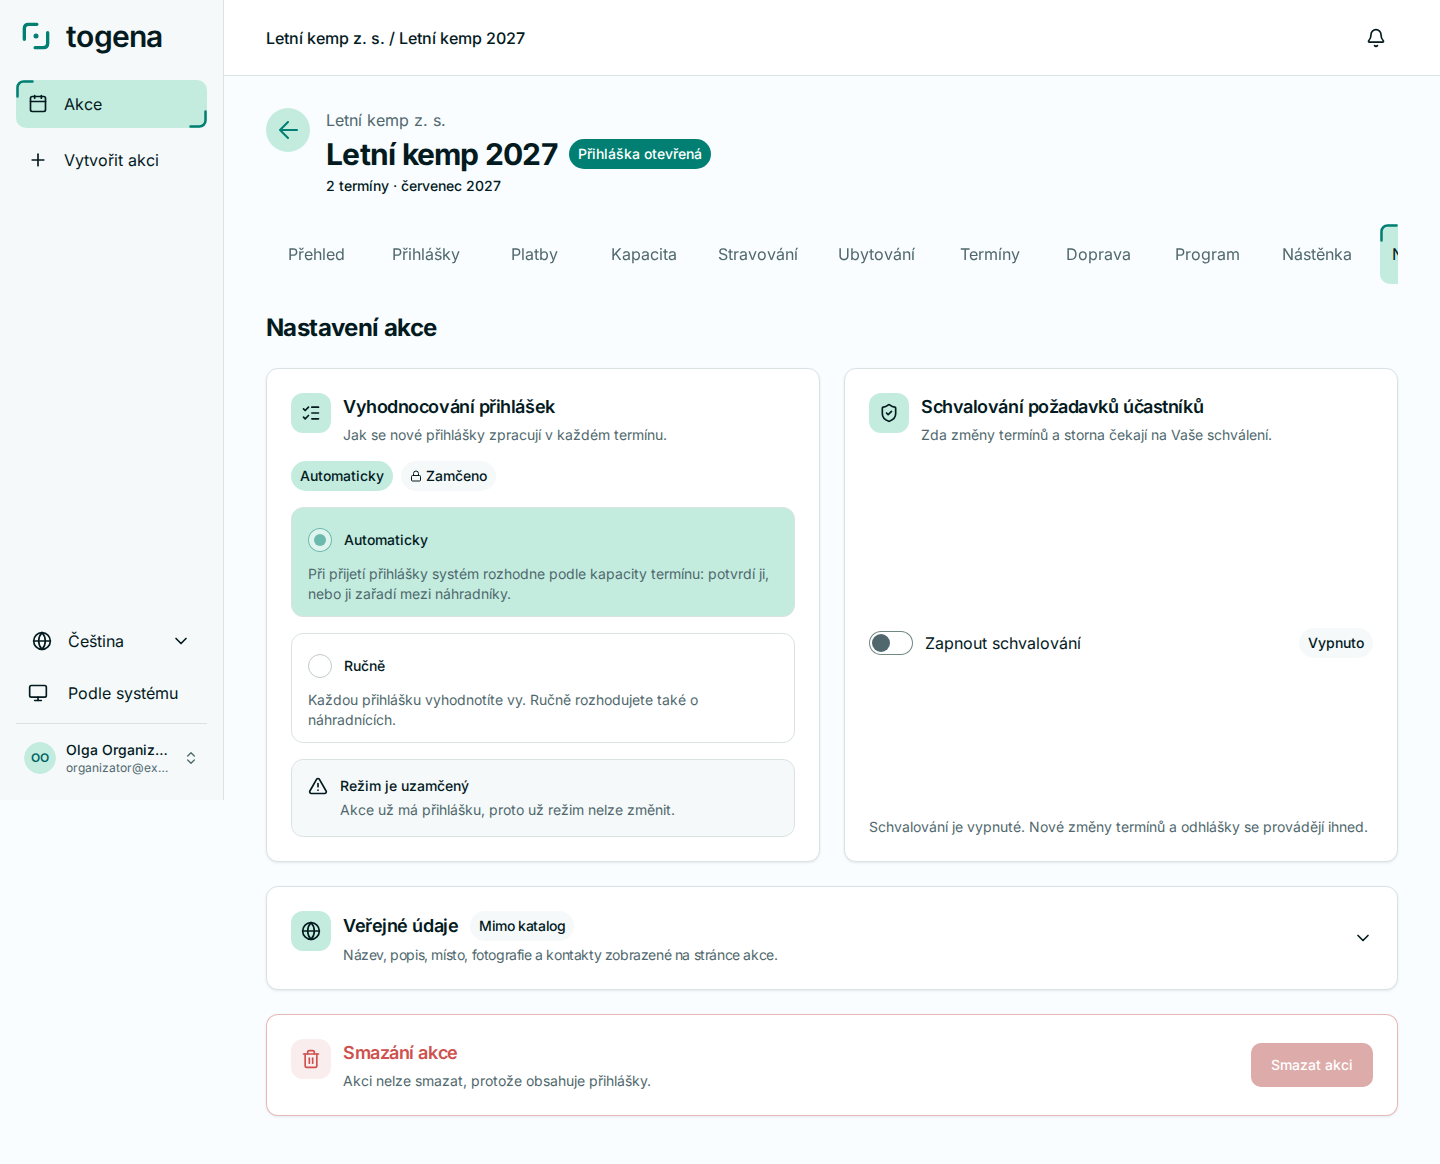 togena
Letní kemp z. s. / Letní kemp 2027
Akce
Vytvořit akci
Letní kemp z. s.
Letní kemp 2027
Přihláška otevřená
2 termíny · červenec 2027
Přehled
Přihlášky
Platby
Kapacita
Stravování
Ubytování
Termíny
Doprava
Program
Nástěnka
Nastavení akce
Vyhodnocování přihlášek
Jak se nové přihlášky zpracují v každém termínu.
Automaticky
Zamčeno
Automaticky
Při přijetí přihlášky systém rozhodne podle kapacity termínu: potvrdí ji,
nebo ji zařadí mezi náhradníky.
Ručně
Každou přihlášku vyhodnotíte vy. Ručně rozhodujete také o
náhradnících.
Režim je uzamčený
Akce už má přihlášku, proto už režim nelze změnit.
Schvalování požadavků účastníků
Zda změny termínů a storna čekají na Vaše schválení.
Zapnout schvalování
Vypnuto
Schvalování je vypnuté. Nové změny termínů a odhlášky se provádějí ihned.
Čeština
Podle systému
OO
Olga Organiz...
organizator@ex...
Veřejné údaje
Mimo katalog
Název, popis, místo, fotografie a kontakty zobrazené na stránce akce.
Smazání akce
Akci nelze smazat, protože obsahuje přihlášky.
Smazat akci